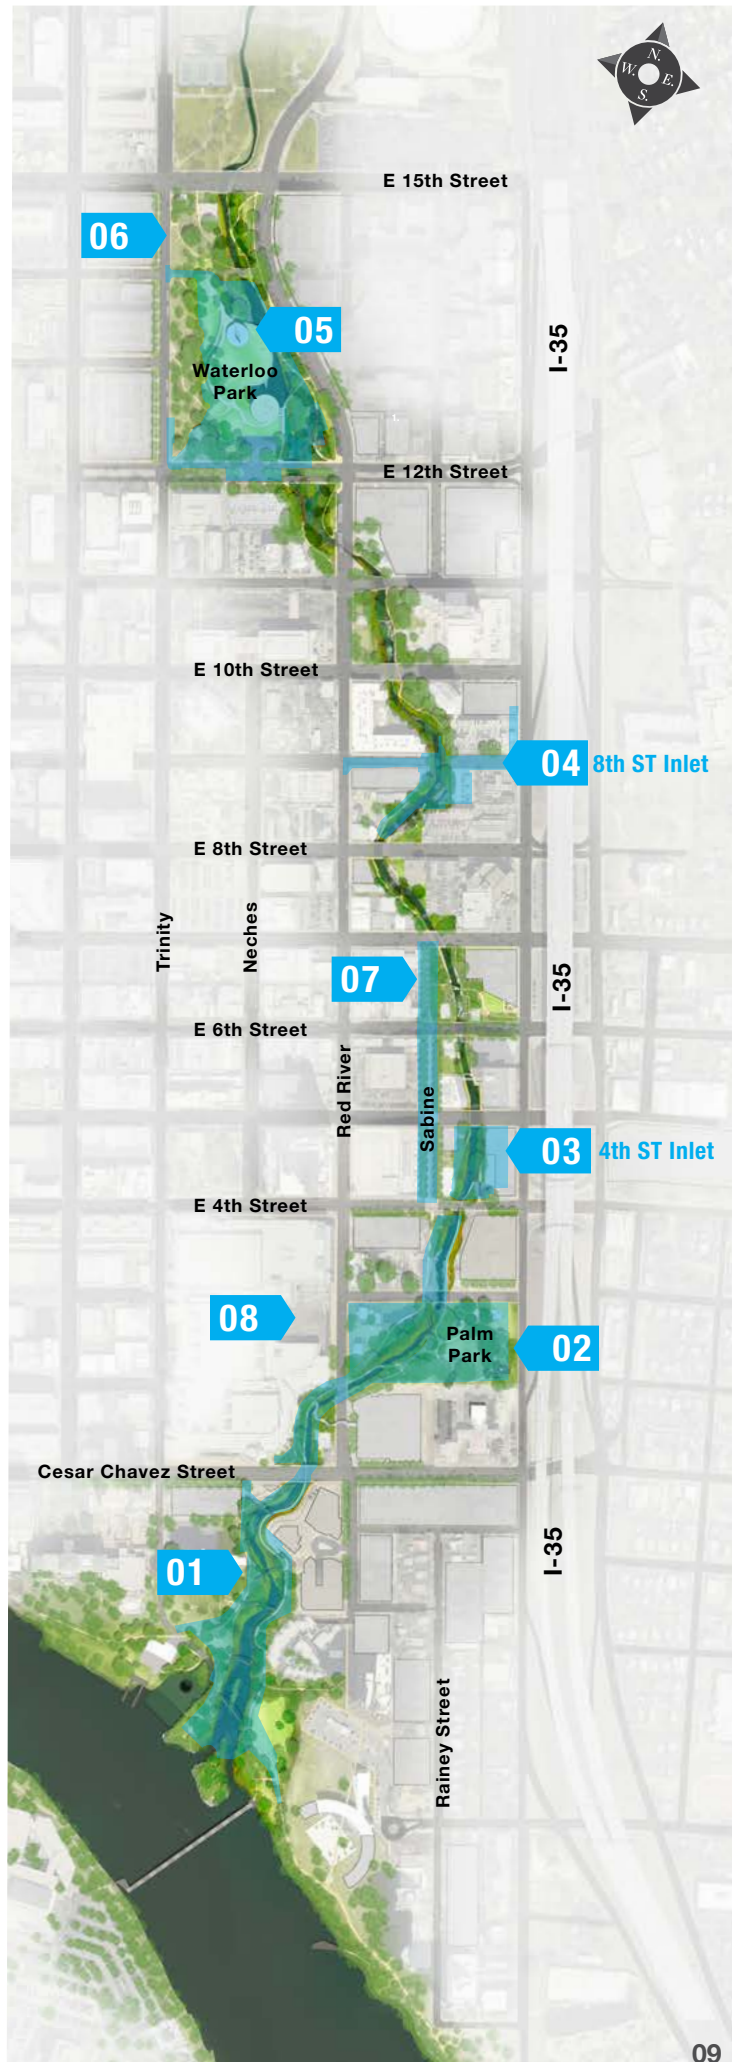 N.
W.
E.
S.
E 15th Street
06
05
I-35
Waterloo
Park
E 12th Street
E 10th Street
04
8th ST Inlet
E 8th Street
Trinity
Neches
07
I-35
E 6th Street
Red River
Sabine
03
4th ST Inlet
E 4th Street
08
Palm
Park
02
Cesar Chavez Street
I-35
01
Rainey Street
09